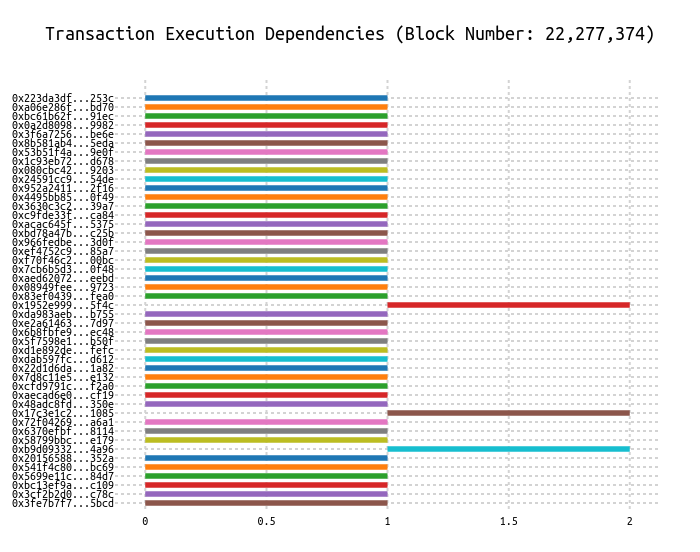 Transaction Execution Dependencies (Block Number: 22,277,374)
0x223da3df...253c
0xa06e286f...bd70
0xbc61b62f...91ec
0x0a2d8098...9982
0x3f6a7256...be6e
0x8b581ab4...5eda
0x53b51f4a...9e0f
0x1c93eb72...d678
0x080cbc42...9203
0x24591cc9...54de
0x952a2411...2f16
0x4495bb85...0f49
0x3630c3c2...39a7
0xc9fde33f...ca84
0xacac645f...5375
0xbd78a47b...c25b
0x966fedbe...3d0f
0xef4752c9...85a7
0xf70f46c2...00bc
0x7cb6b5d3...0f48
0xaed62072...eebd
0x08949fee...9723
0x83ef0439...fea0
0x1952e999...5f4c
0xda983aeb...b755
0xe2a61463...7d97
0x6b8fbfe9...ec48
0x5f7598e1...b50f
0xd1e892de...fefc
0xdab597fc...d612
0x22d1d6da...1a82
0x7d8c11e5...e132
0xcfd9791c...f2a0
0xaecad6e0...cf19
0x48adc8fd...350e
0x17c3e1c2...1085
0x72f04269...a6a1
0x6370efbf...8114
0x58799bbc...e179
0xb9d09332...4a96
0x20156588...352a
0x541f4c80...bc69
0x5699e11c...84d7
0xbc13ef9a...c109
0x3cf2b2d0...c78c
0x3fe7b7f7...5bcd
0 0.5 1 1.5 2